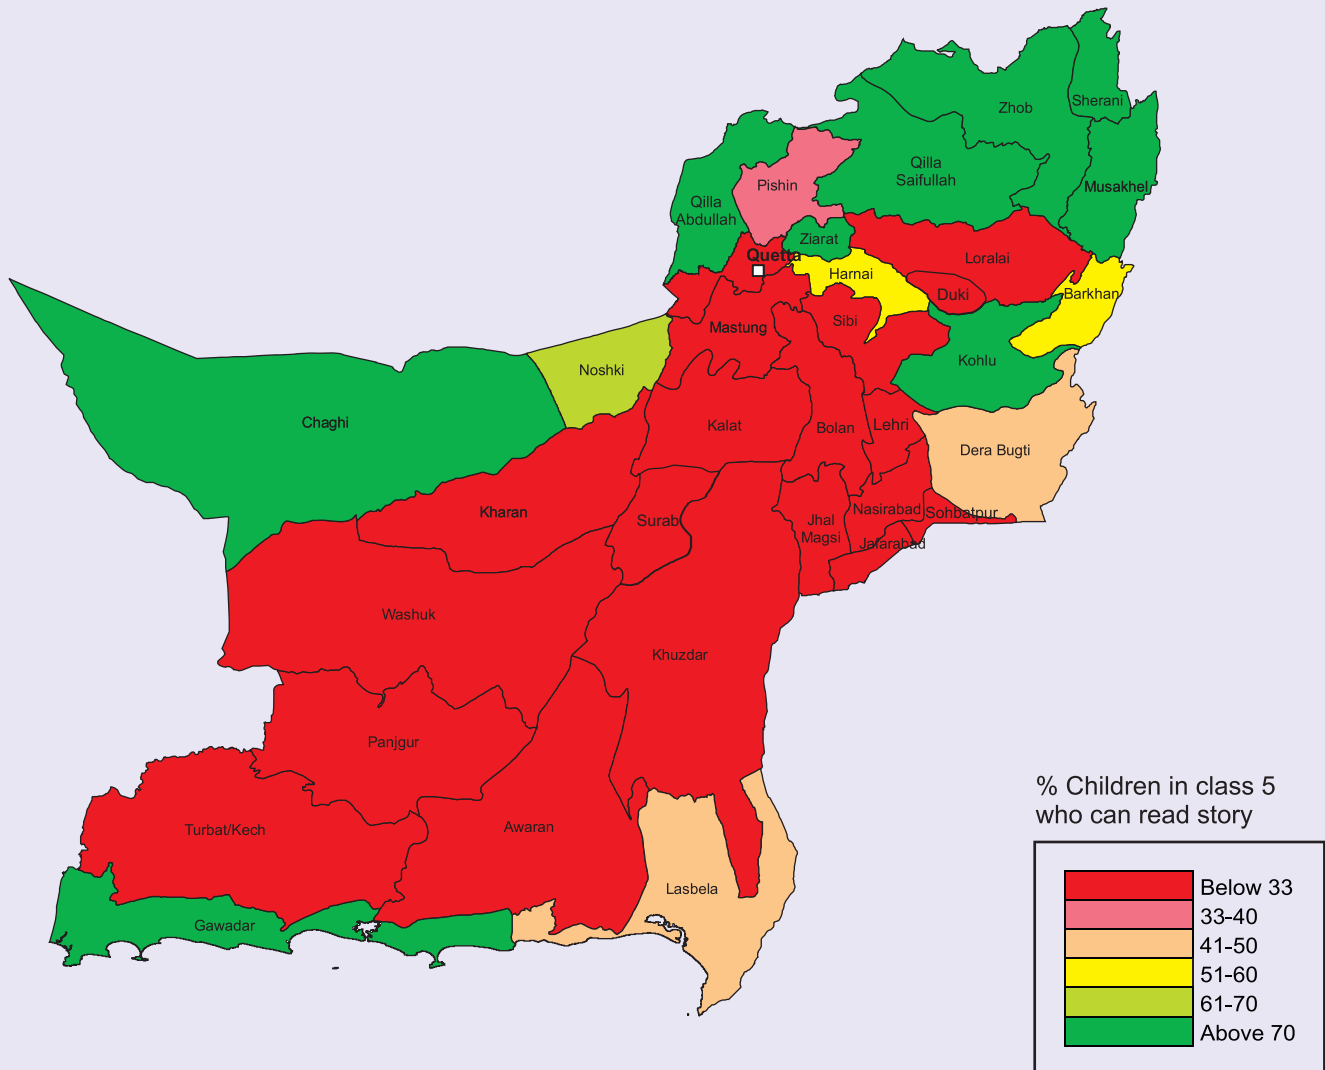 Zhob
Sherani
Qilla
Saifullah
Musakhel
Pishin
Qilla
Abdullah
Ziarat
Quetta
Loralai
Harnai
Duki
Barkhan
Mastung
Sibi
Noshki
Kohlu
Chaghi
Kalat
Bolan
Lehri
Dera Bugti
Kharan
Surab
Jhal
Magsi
Nasirabad
Sohbatpur
Jafarabad
Washuk
Khuzdar
Panjgur
Turbat/Kech
Awaran
Lasbela
Gawadar
% Children in class 5
who can read story
Below 33
33-40
41-50
51-60
61-70
Above 70